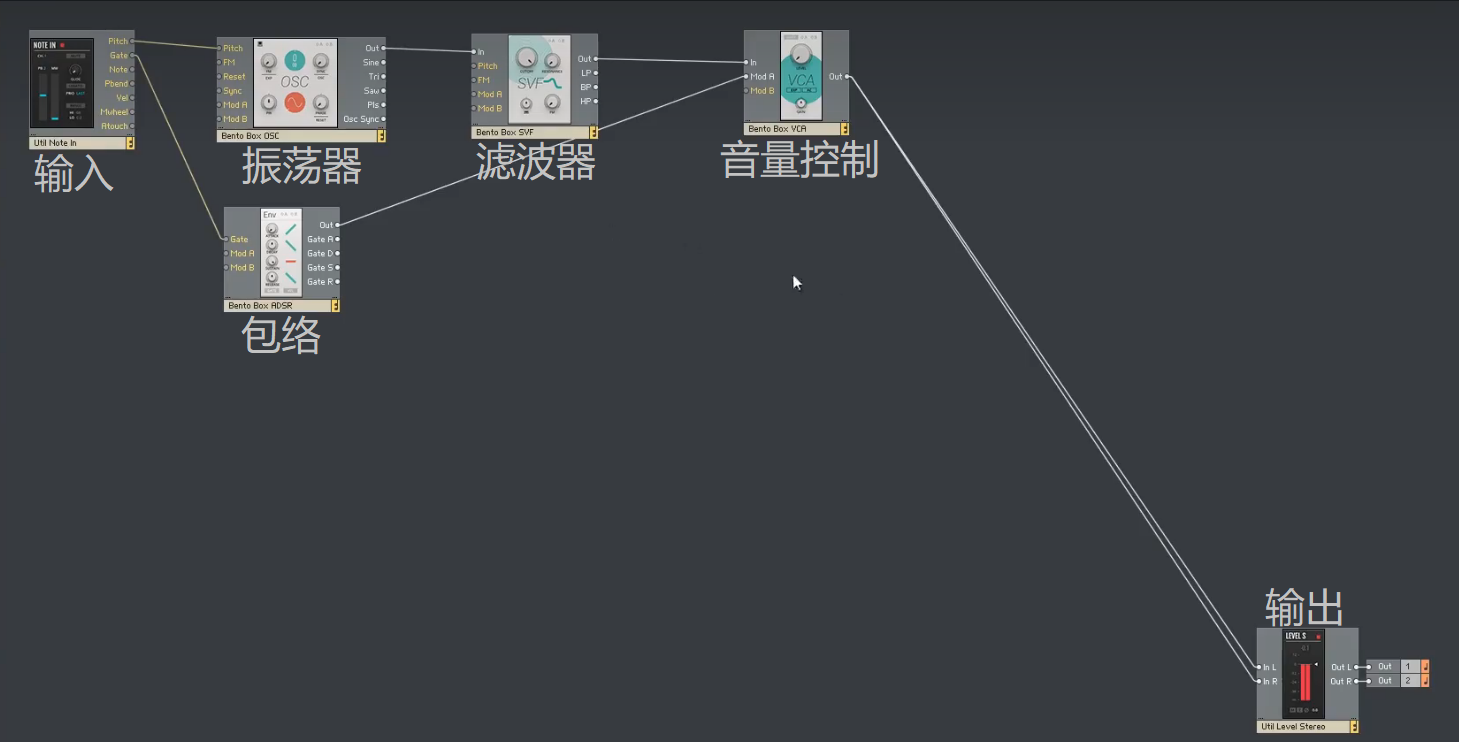 NOTE IN
Pitch
Gate
Note
Pbend
Vel
Mwheel
Atouch
Util Note In
输入
Pitch
FM
Reset
Sync
Mod A
Mod B
OSC
Out
Sine
Tri
Saw
Pls
Osc Sync
Bento Box OSC
振荡器
In
Pitch
FM
Mod A
Mod B
SVF
Out
LP
BP
HP
Bento Box SVF
滤波器
In
Mod A
Mod B
VCA
Out
Bento Box VCA
音量控制
Gate
Mod A
Mod B
Env
Out
Gate A
Gate D
Gate S
Gate R
Bento Box ADSR
包络
输出
In L
In R
LEVEL S
Out L
Out R
Out 1
Out 2
Util Level Stereo